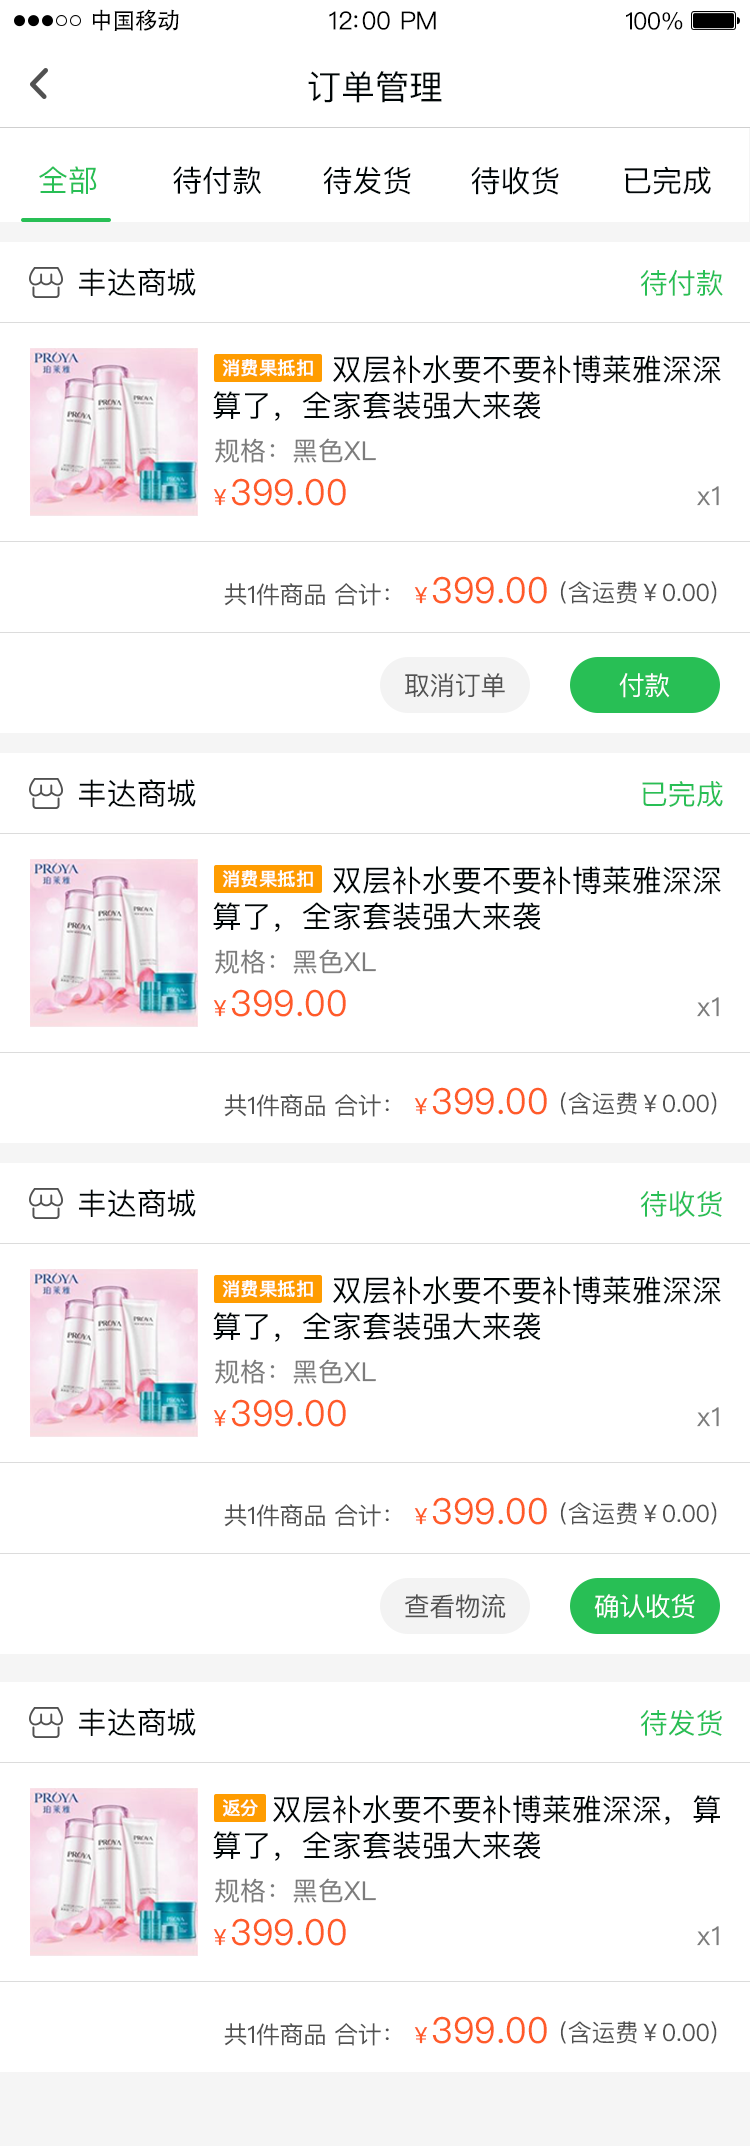 中国移动 12:00 PM 100%
订单管理
全部 待付款 待发货 待收货 已完成
丰达商城 待付款
PROYA
珀莱雅
消费果抵扣 双层补水要不要补博莱雅深深
算了，全家套装强大来袭
规格：黑色XL
¥399.00 x1
共1件商品 合计： ¥399.00 (含运费¥0.00)
取消订单 付款
丰达商城 已完成
PROYA
珀莱雅
消费果抵扣 双层补水要不要补博莱雅深深
算了，全家套装强大来袭
规格：黑色XL
¥399.00 x1
共1件商品 合计： ¥399.00 (含运费¥0.00)
丰达商城 待收货
PROYA
珀莱雅
消费果抵扣 双层补水要不要补博莱雅深深
算了，全家套装强大来袭
规格：黑色XL
¥399.00 x1
共1件商品 合计： ¥399.00 (含运费¥0.00)
查看物流 确认收货
丰达商城 待发货
PROYA
珀莱雅
返分 双层补水要不要补博莱雅深深，算
算了，全家套装强大来袭
规格：黑色XL
¥399.00 x1
共1件商品 合计： ¥399.00 (含运费¥0.00)